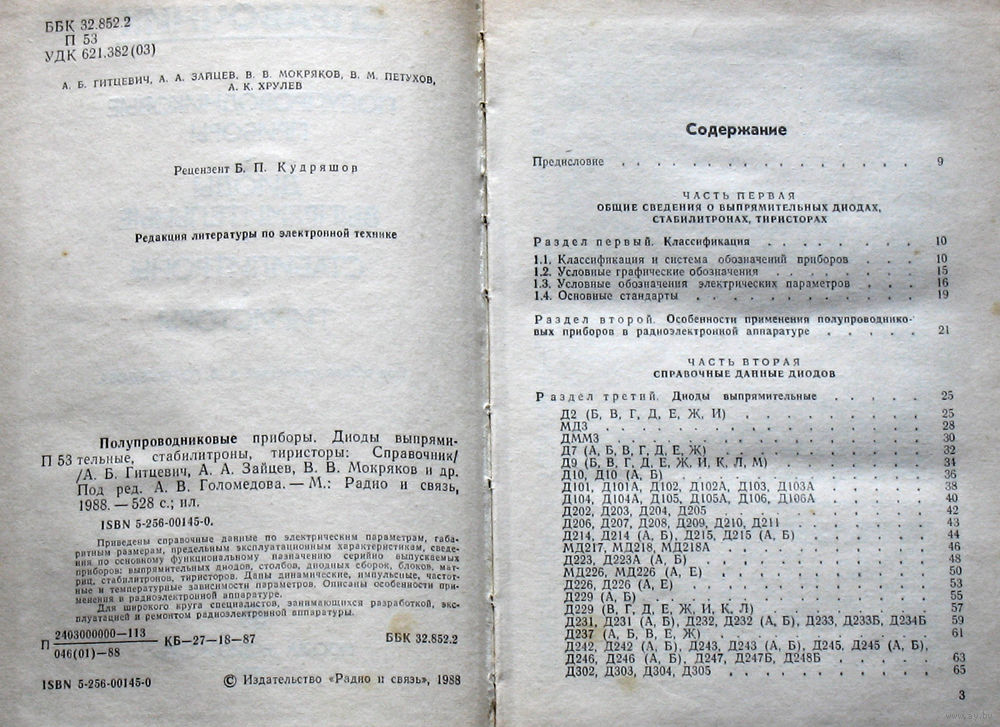 ББК 32.852.2
П 53
УДК 621.382(03)
А. Б. ГИТЦЕВИЧ, А. А. ЗАЙЦЕВ, В. В. МОКРЯКОВ, В. М. ПЕТУХОВ,
А. К. ХРУЛЕВ
Рецензент Б. П. Кудряшов
Редакция литературы по электронной технике
Полупроводниковые приборы. Диоды выпрями-
П 53 тельные, стабилитроны, тиристоры: Справочник/
/А. Б. Гитцевич, А. А. Зайцев, В. В. Мокряков и др.
Под ред. А. В. Голомедова. — М.: Радио и связь,
1988. — 528 с.; ил.
ISBN 5-256-00145-0.
Приведены справочные данные по электрическим параметрам, габа-
ритным размерам, предельным эксплуатационным характеристикам, сведе-
ния по основному функциональному назначению серийно выпускаемых
приборов: выпрямительных диодов, столбов, диодных сборок, блоков, мат-
риц, стабилитронов, тиристоров. Даны динамические, импульсные, частот-
ные и температурные зависимости параметров. Описаны особенности при-
менения в радиоэлектронной аппаратуре.
Для широкого круга специалистов, занимающихся разработкой, экс-
плуатацией и ремонтом радиоэлектронной аппаратуры.
П 2403000000—113 КБ—27—18—87 ББК 32.852.2
046(01)—88
ISBN 5-256-00145-0 © Издательство «Радио и связь», 1988
Содержание
Предисловие . . . . . . . . . . . . . . . 9
ЧАСТЬ ПЕРВАЯ
ОБЩИЕ СВЕДЕНИЯ О ВЫПРЯМИТЕЛЬНЫХ ДИОДАХ,
СТАБИЛИТРОНАХ, ТИРИСТОРАХ
Раздел первый. Классификация . . . . . . . . 10
1.1. Классификация и система обозначений приборов . . . 10
1.2. Условные графические обозначения . . . . . . . 15
1.3. Условные обозначения электрических параметров . . . 16
1.4. Основные стандарты . . . . . . . . . . . 19
Раздел второй. Особенности применения полупроводнико-
вых приборов в радиоэлектронной аппаратуре . . . . . 21
ЧАСТЬ ВТОРАЯ
СПРАВОЧНЫЕ ДАННЫЕ ДИОДОВ
Раздел третий. Диоды выпрямительные . . . . . 25
Д2 (Б, В, Г, Д, Е, Ж, И) . . . . . . . . . 25
МД3 . . . . . . . . . . . . . . 28
ДММ3 . . . . . . . . . . . . . . 30
Д7 (А, Б, В, Г, Д, Е, Ж) . . . . . . . . . 32
Д9 (Б, В, Г, Д, Е, Ж, И, К, Л, М) . . . . . . . 34
Д10, Д10 (А, Б) . . . . . . . . . . . 36
Д101, Д101А, Д102, Д102А, Д103, Д103А . . . . . 38
Д104, Д104А, Д105, Д105А, Д106, Д106А . . . . . 40
Д202, Д203, Д204, Д205 . . . . . . . . . 42
Д206, Д207, Д208, Д209, Д210, Д211 . . . . . . 43
Д214, Д214 (А, Б), Д215, Д215 (А, Б) . . . . . . 44
МД217, МД218, МД218А . . . . . . . . . 46
Д223, Д223А (А, Б) . . . . . . . . . . 48
МД226, МД226 (А, Е) . . . . . . . . . 50
Д226, Д226 (А, Е) . . . . . . . . . . 53
Д229 (А, Б) . . . . . . . . . . . . 55
Д229 (В, Г, Д, Е, Ж, И, К, Л) . . . . . . . . 57
Д231, Д231 (А, Б), Д232, Д232 (А, Б), Д233, Д233Б, Д234Б 59
Д237 (А, Б, В, Е, Ж) . . . . . . . . . . 61
Д242, Д242 (А, Б), Д243, Д243 (А, Б), Д245, Д245 (А, Б),
Д246, Д246 (А, Б), Д247, Д247Б, Д248Б . . . . . 63
Д302, Д303, Д304, Д305 . . . . . . . . . 65
3
www.ay.by